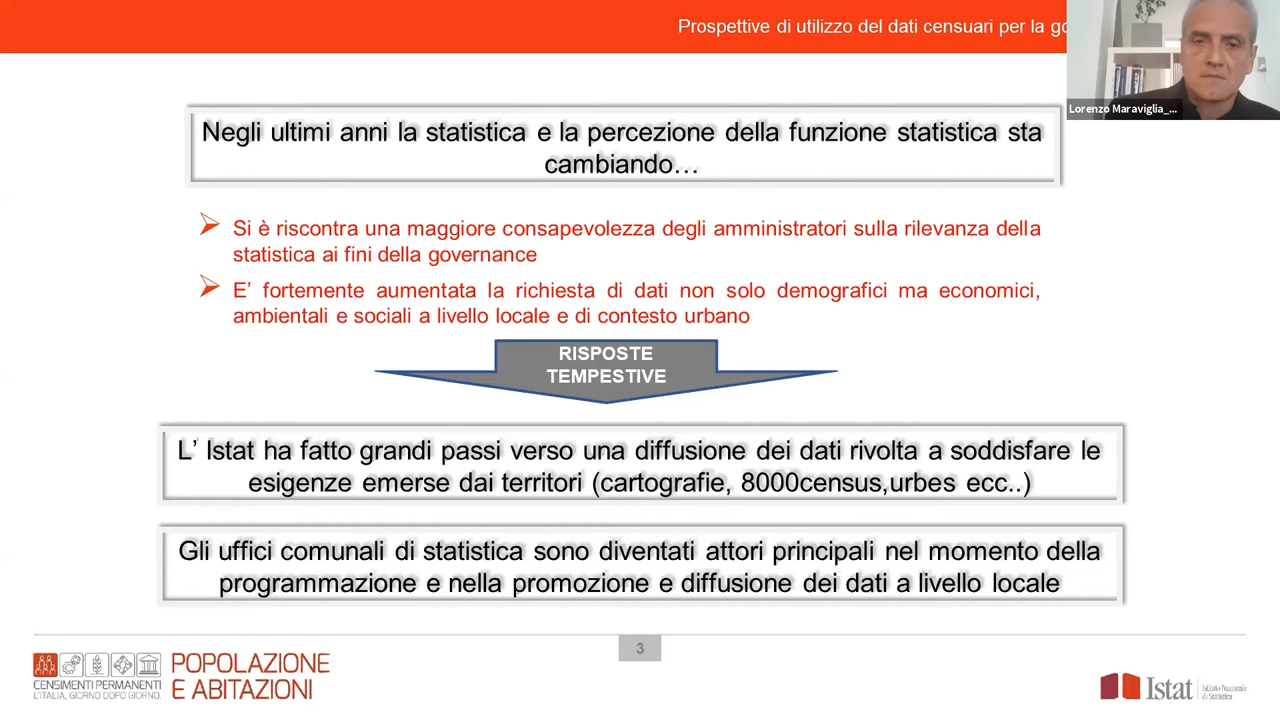 Prospettive di utilizzo del dati censuari per la go
Lorenzo Maraviglia_...
Negli ultimi anni la statistica e la percezione della funzione statistica sta
cambiando…
Si è riscontra una maggiore consapevolezza degli amministratori sulla rilevanza della
statistica ai fini della governance
E’ fortemente aumentata la richiesta di dati non solo demografici ma economici,
ambientali e sociali a livello locale e di contesto urbano
RISPOSTE
TEMPESTIVE
L’ Istat ha fatto grandi passi verso una diffusione dei dati rivolta a soddisfare le
esigenze emerse dai territori (cartografie, 8000census,urbes ecc..)
Gli uffici comunali di statistica sono diventati attori principali nel momento della
programmazione e nella promozione e diffusione dei dati a livello locale
3
CENSIMENTI PERMANENTI
L'ITALIA, GIORNO DOPO GIORNO.
POPOLAZIONE
E ABITAZIONI
Istat
Istituto Nazionale
di Statistica